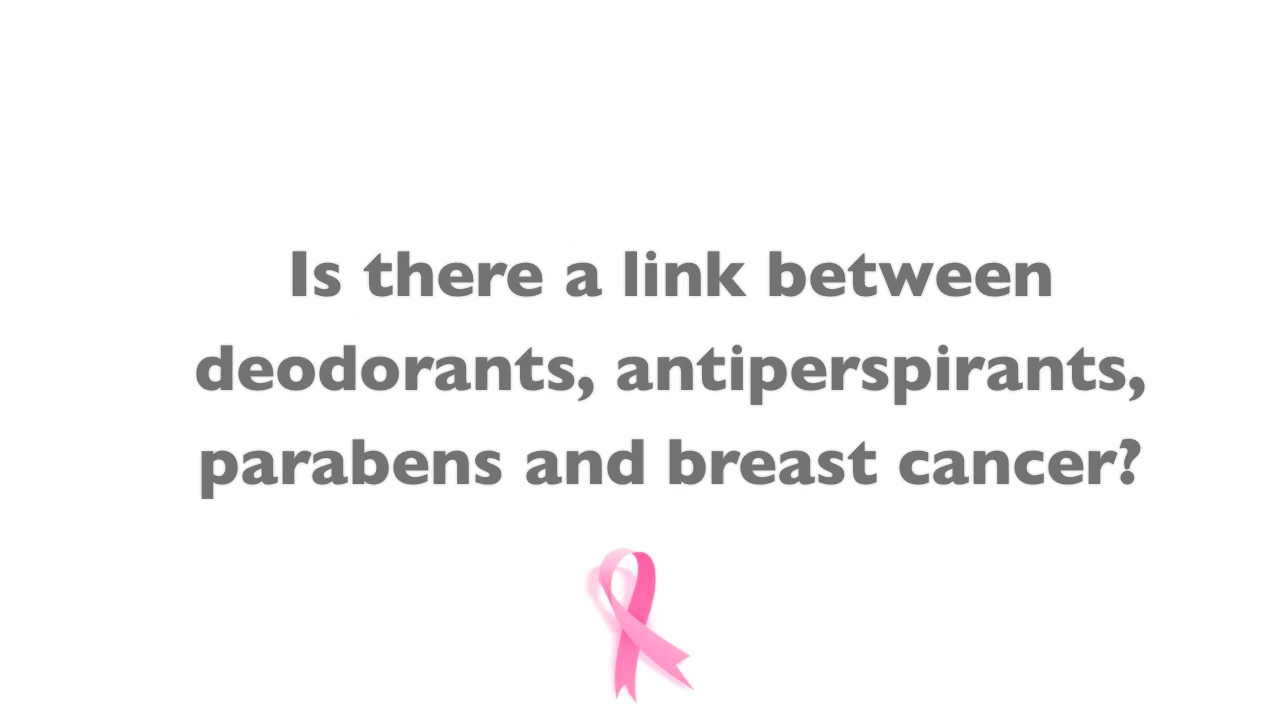 Is there a link between
deodorants, antiperspirants,
parabens and breast cancer?